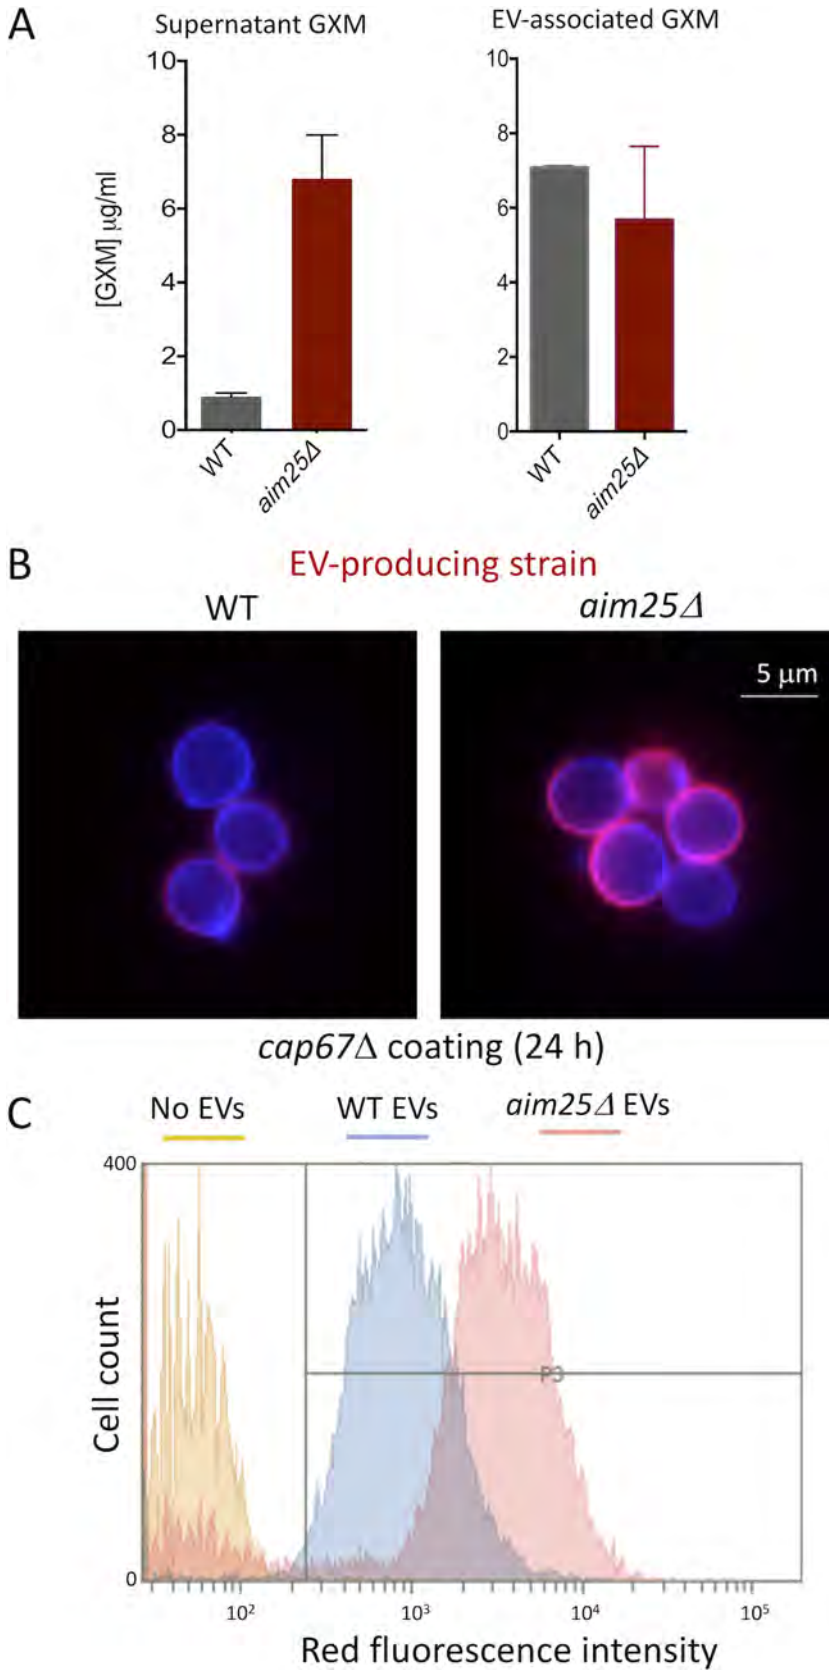 A
Supernatant GXM
EV-associated GXM
[GXM] µg/ml
10
8
6
4
2
0
WT
aim25Δ
10
8
6
4
2
0
WT
aim25Δ
B
EV-producing strain
WT
aim25Δ
5 µm
cap67Δ coating (24 h)
C
No EVs
WT EVs
aim25Δ EVs
Cell count
400
0
P3
10²
10³
10⁴
10⁵
Red fluorescence intensity